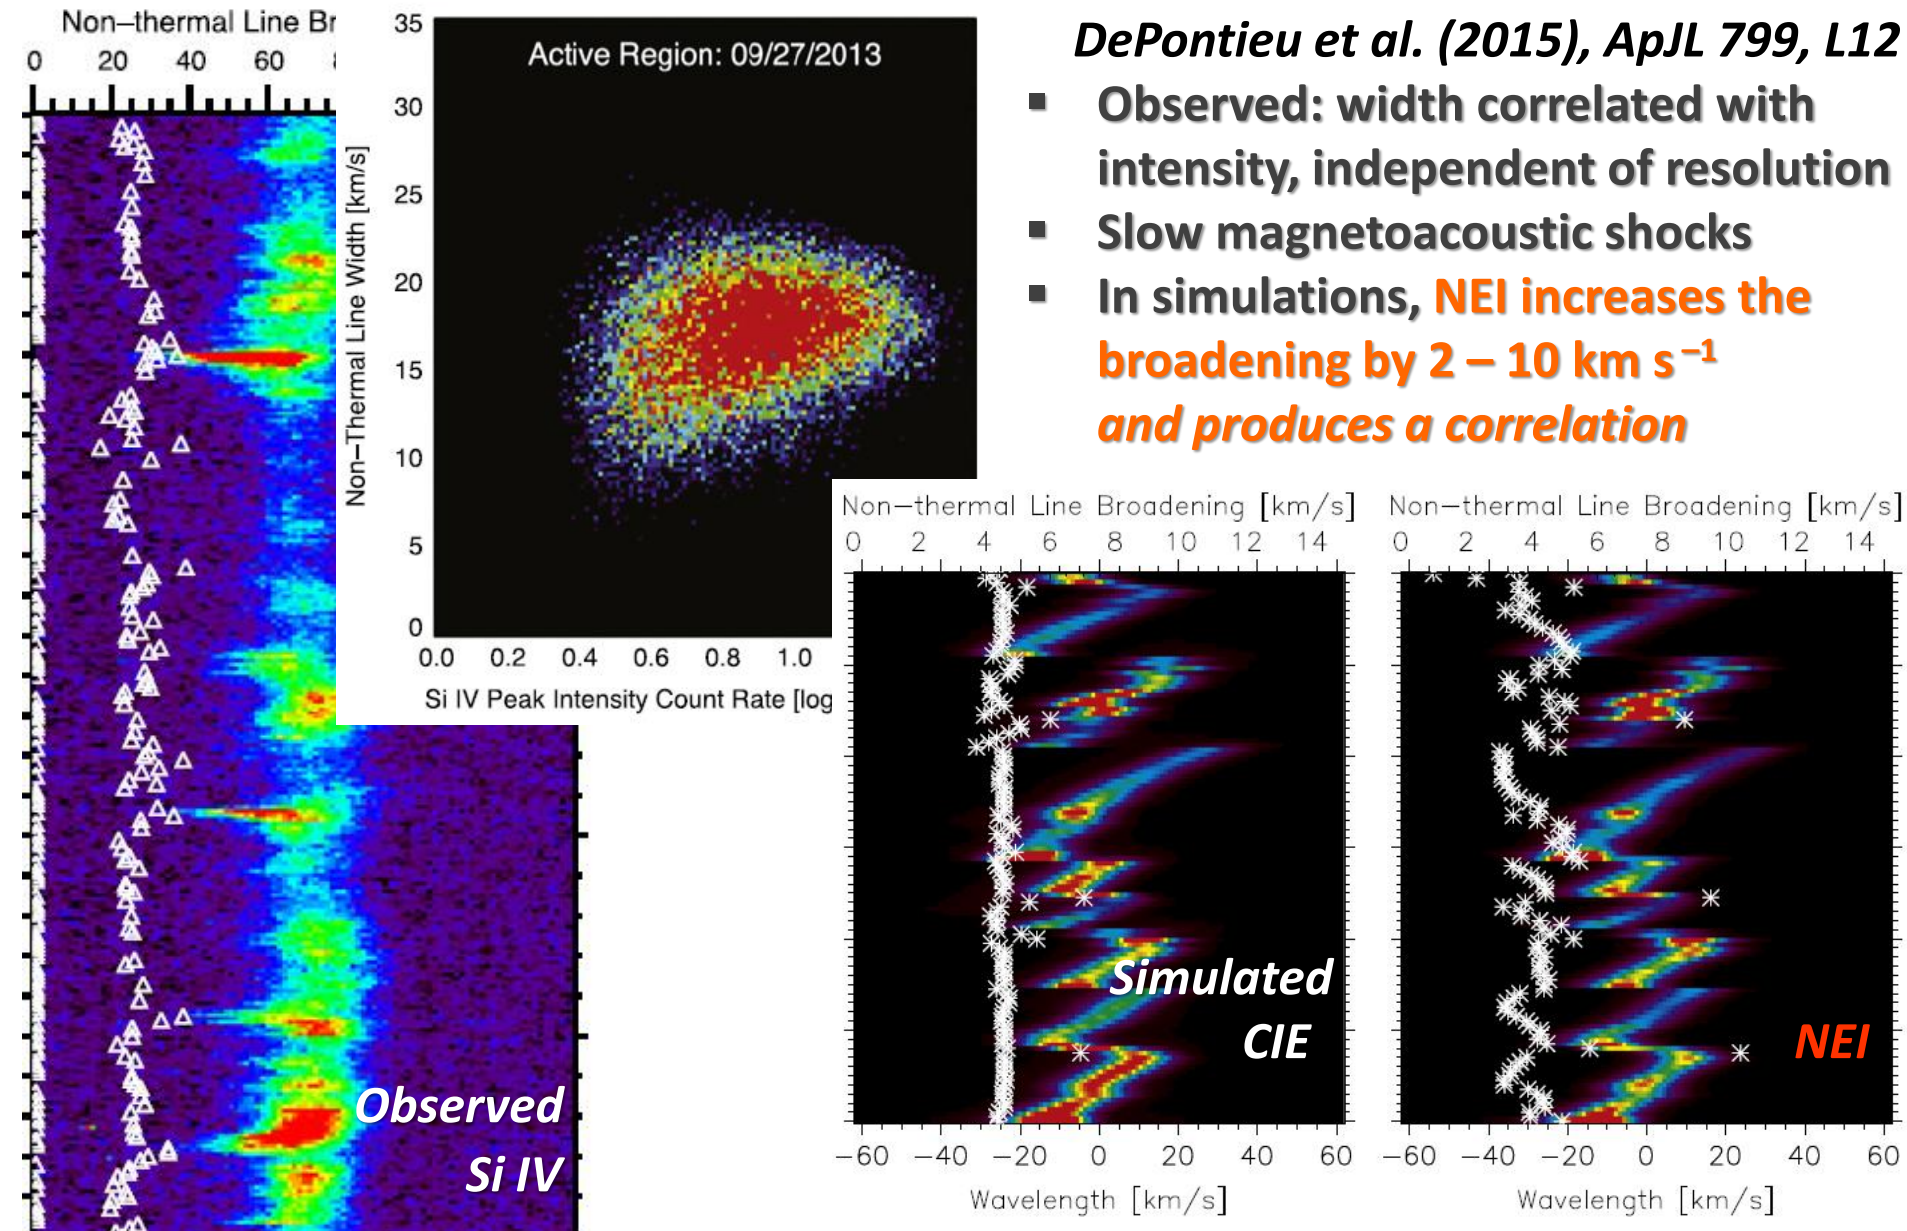 Non–thermal Line Br
0 20 40 60
35
30
25
20
15
10
5
0
Non–Thermal Line Width [km/s]
Active Region: 09/27/2013
0.0 0.2 0.4 0.6 0.8 1.0
Si IV Peak Intensity Count Rate [log
Observed
Si IV
DePontieu et al. (2015), ApJL 799, L12
▪ Observed: width correlated with
intensity, independent of resolution
▪ Slow magnetoacoustic shocks
▪ In simulations, NEI increases the
broadening by 2 – 10 km s⁻¹
and produces a correlation
Non–thermal Line Broadening [km/s]
0 2 4 6 8 10 12 14
Simulated
CIE
−60 −40 −20 0 20 40 60
Wavelength [km/s]
Non–thermal Line Broadening [km/s]
0 2 4 6 8 10 12 14
NEI
−60 −40 −20 0 20 40 60
Wavelength [km/s]